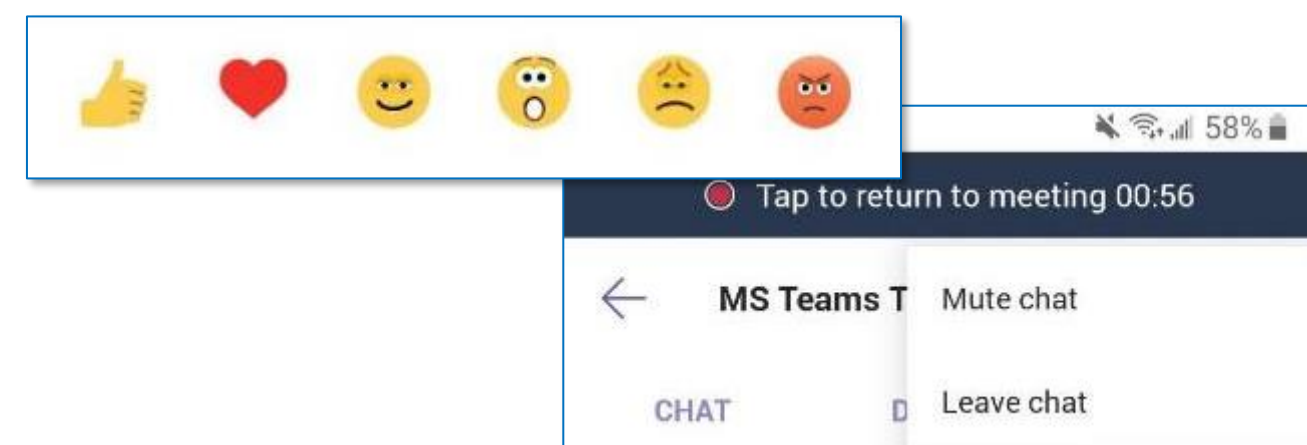 58%
Tap to return to meeting 00:56
MS Teams T
Mute chat
CHAT
D
Leave chat